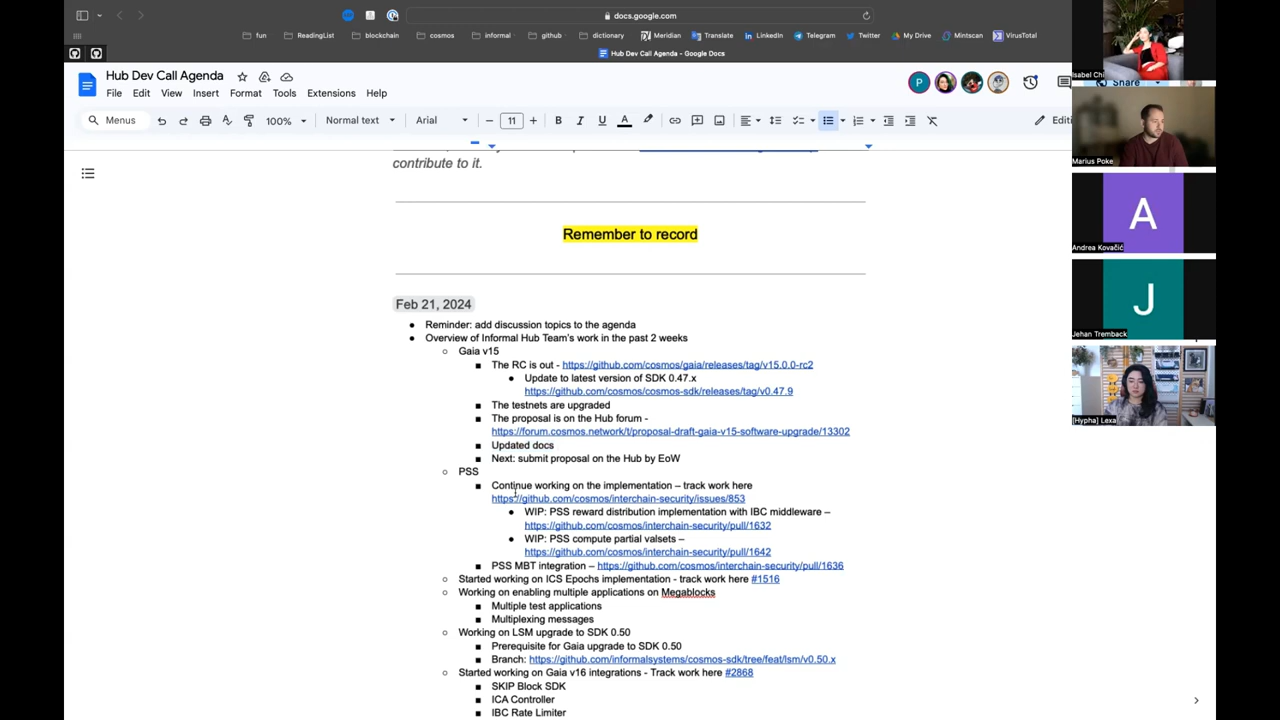 docs.google.com
fun
ReadingList
blockchain
cosmos
informal
github
dictionary
Meridian
Translate
LinkedIn
Telegram
Twitter
My Drive
Mintscan
VirusTotal
Hub Dev Call Agenda - Google Docs
Hub Dev Call Agenda
File Edit View Insert Format Tools Extensions Help
P
Share
Menus
100%
Normal text
Arial
11
B I U A
contribute to it.
Remember to record
Feb 21, 2024
Reminder: add discussion topics to the agenda
Overview of Informal Hub Team's work in the past 2 weeks
Gaia v15
The RC is out - https://github.com/cosmos/gaia/releases/tag/v15.0.0-rc2
Update to latest version of SDK 0.47.x
https://github.com/cosmos/cosmos-sdk/releases/tag/v0.47.9
The testnets are upgraded
The proposal is on the Hub forum -
https://forum.cosmos.network/t/proposal-draft-gaia-v15-software-upgrade/13302
Updated docs
Next: submit proposal on the Hub by EoW
PSS
Continue working on the implementation – track work here
https://github.com/cosmos/interchain-security/issues/853
WIP: PSS reward distribution implementation with IBC middleware –
https://github.com/cosmos/interchain-security/pull/1632
WIP: PSS compute partial valsets –
https://github.com/cosmos/interchain-security/pull/1642
PSS MBT integration – https://github.com/cosmos/interchain-security/pull/1636
Started working on ICS Epochs implementation - track work here #1516
Working on enabling multiple applications on Megablocks
Multiple test applications
Multiplexing messages
Working on LSM upgrade to SDK 0.50
Prerequisite for Gaia upgrade to SDK 0.50
Branch: https://github.com/informalsystems/cosmos-sdk/tree/feat/lsm/v0.50.x
Started working on Gaia v16 integrations - Track work here #2868
SKIP Block SDK
ICA Controller
IBC Rate Limiter
Isabel Chi
Marius Poke
A
Andrea Kovačić
J
Jehan Tremback
[Hypha] Lexa